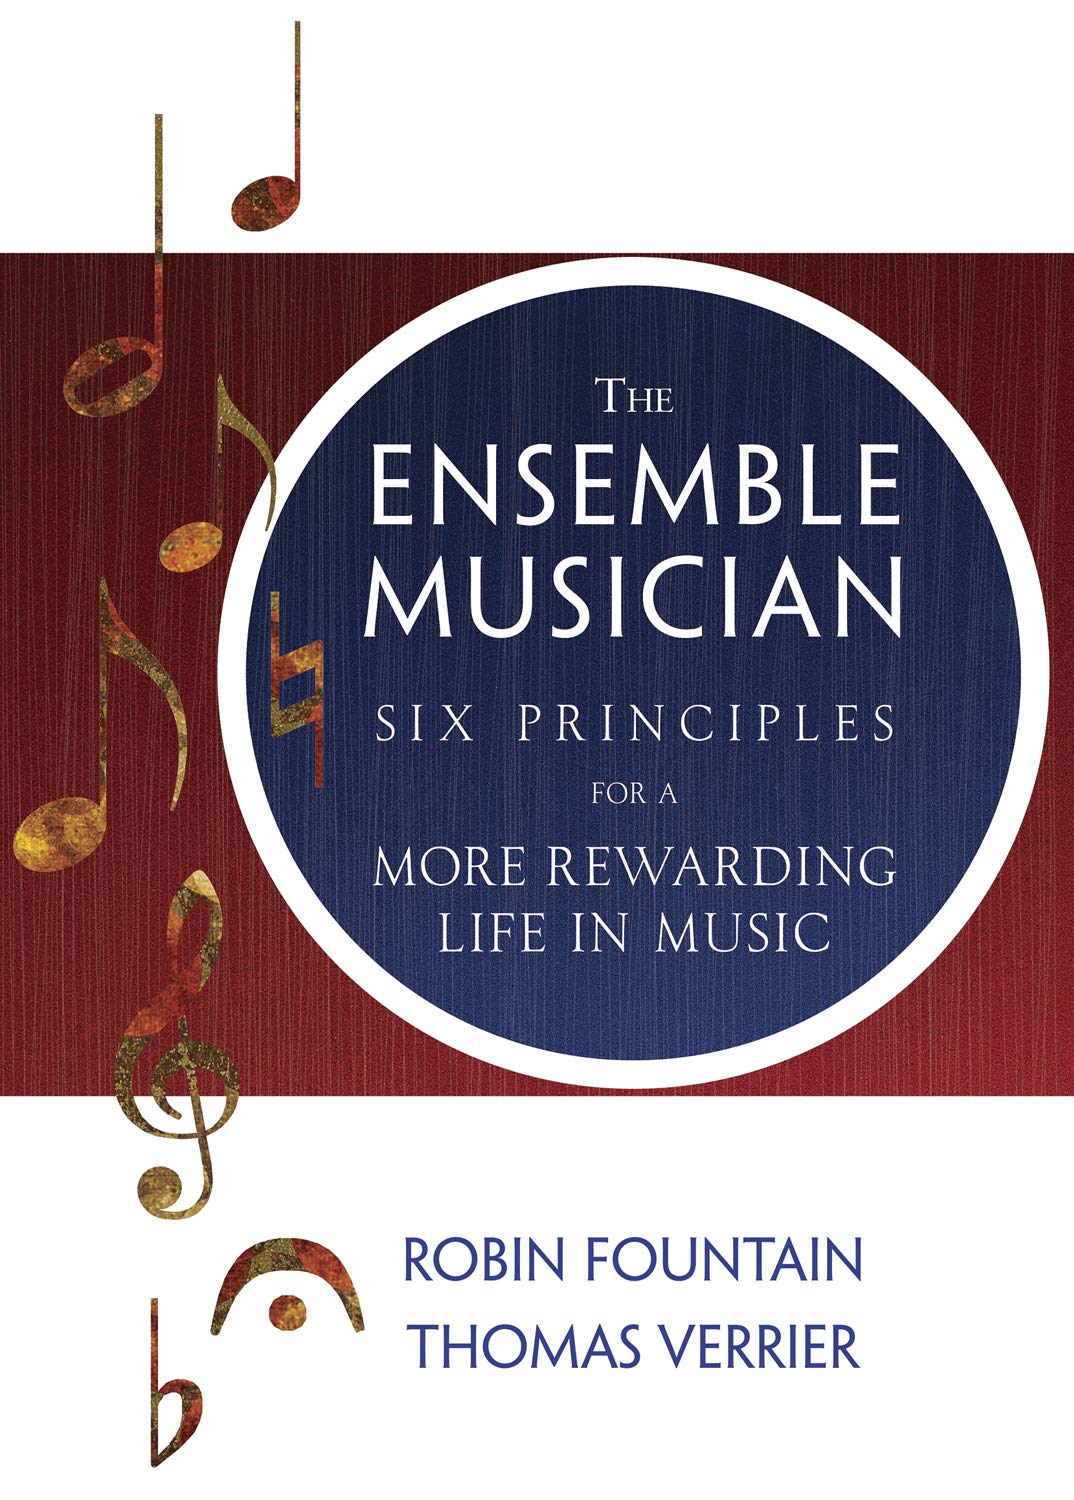 THE
ENSEMBLE
MUSICIAN
SIX PRINCIPLES
FOR A
MORE REWARDING
LIFE IN MUSIC
ROBIN FOUNTAIN
THOMAS VERRIER